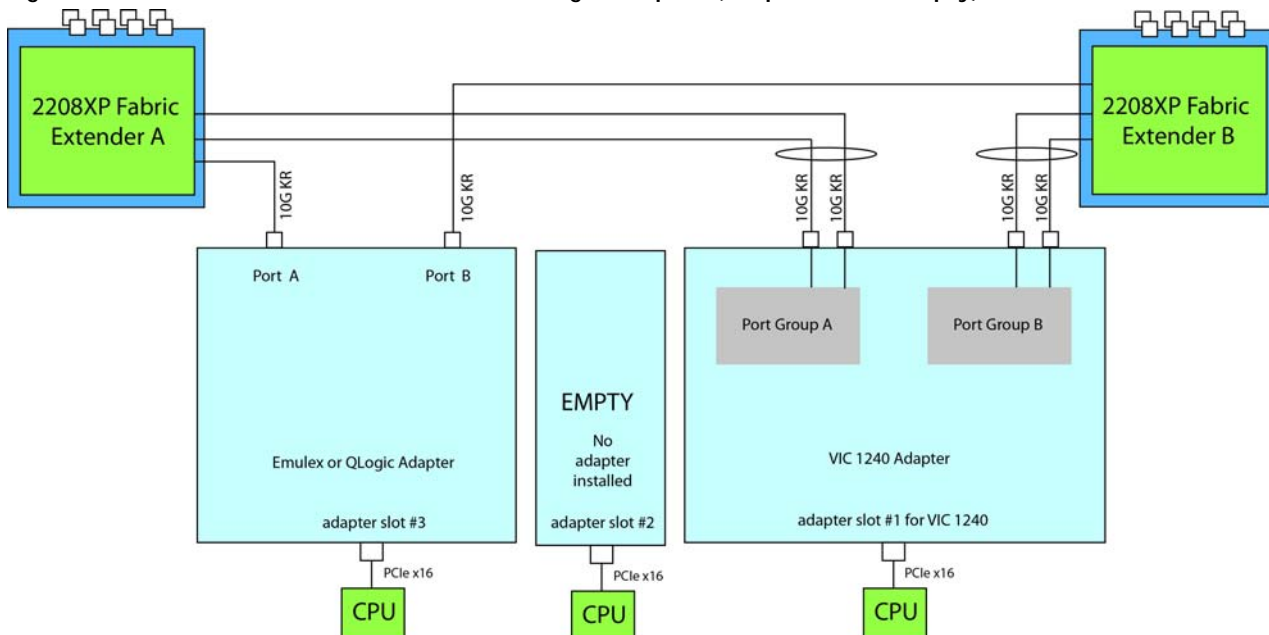 2208XP Fabric
Extender A
2208XP Fabric
Extender B
10G KR
10G KR
10G KR
10G KR
10G KR
10G KR
Port A
Port B
Port Group A
Port Group B
EMPTY
No
adapter
installed
Emulex or QLogic Adapter
VIC 1240 Adapter
adapter slot #3
adapter slot #2
adapter slot #1 for VIC 1240
PCIe x16
PCIe x16
PCIe x16
CPU
CPU
CPU